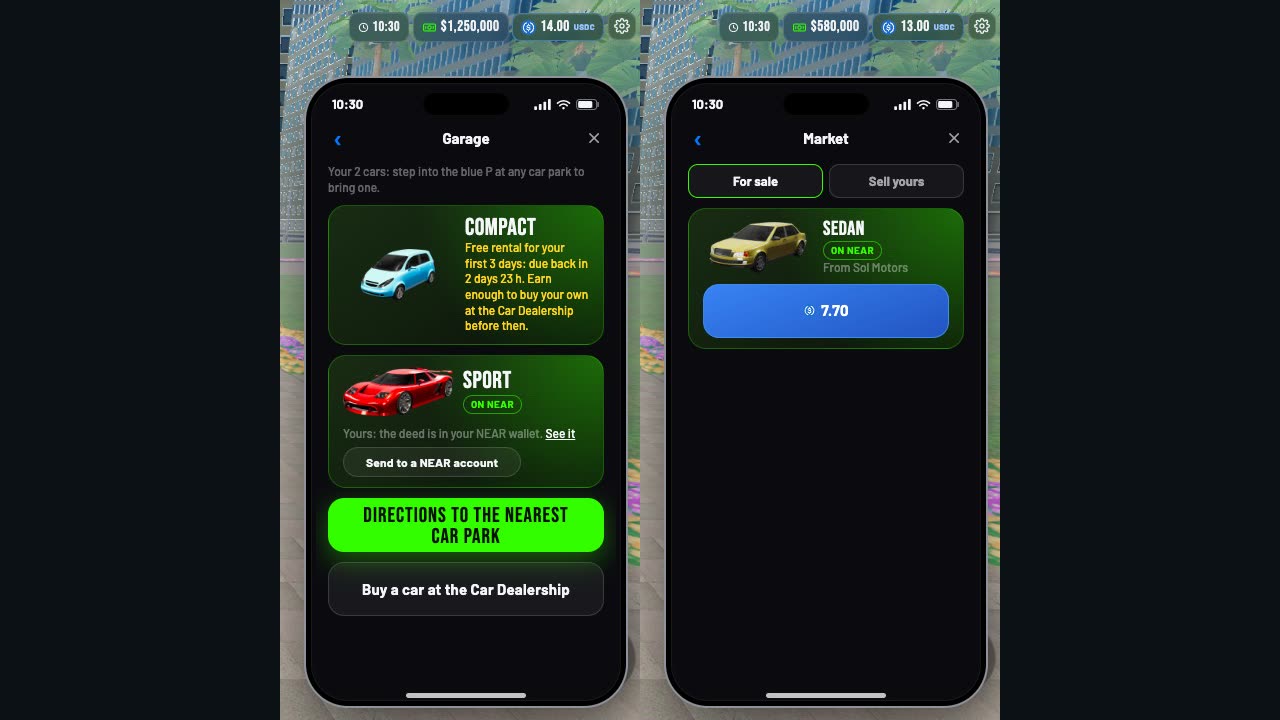 10:30
$1,250,000
14.00 USDC
10:30
Garage
Your 2 cars: step into the blue P at any car park to
bring one.
COMPACT
Free rental for your
first 3 days: due back in
2 days 23 h. Earn
enough to buy your own
at the Car Dealership
before then.
SPORT
ON NEAR
Yours: the deed is in your NEAR wallet. See it
Send to a NEAR account
DIRECTIONS TO THE NEAREST
CAR PARK
Buy a car at the Car Dealership
10:30
$580,000
13.00 USDC
10:30
Market
For sale
Sell yours
SEDAN
ON NEAR
From Sol Motors
7.70